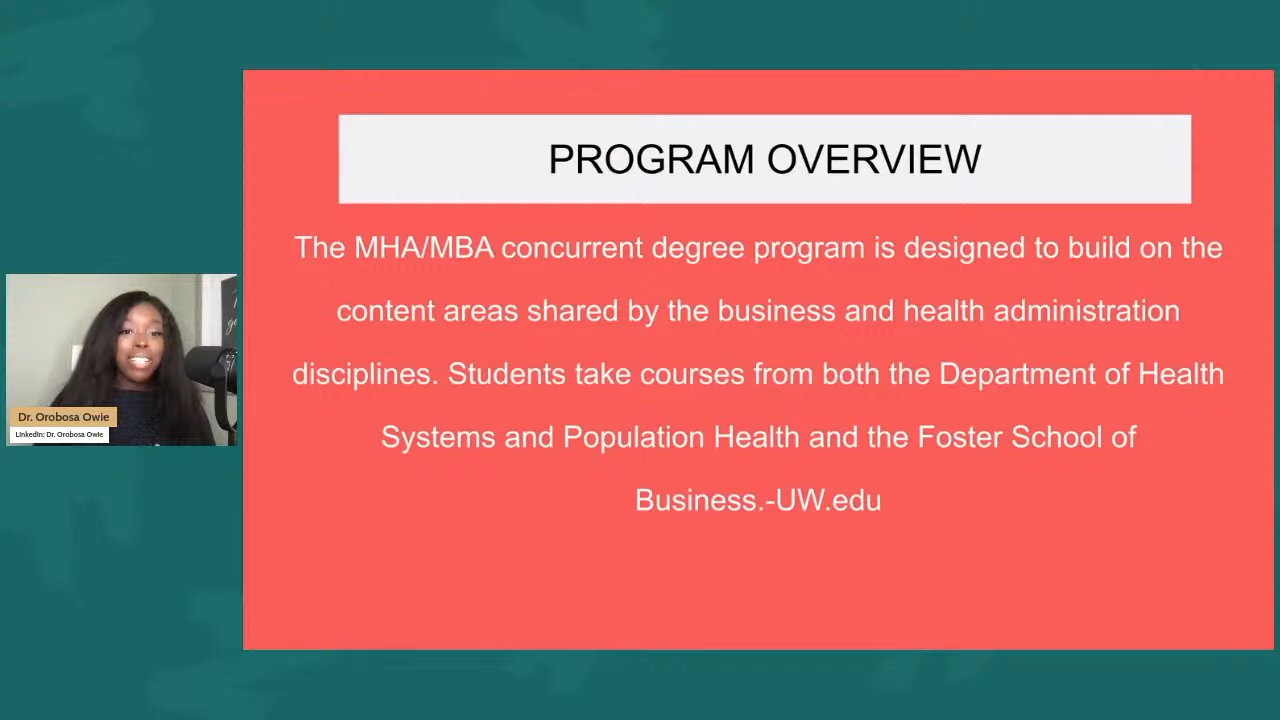 PROGRAM OVERVIEW
The MHA/MBA concurrent degree program is designed to build on the
content areas shared by the business and health administration
disciplines. Students take courses from both the Department of Health
Systems and Population Health and the Foster School of
Business.-UW.edu
Dr. Orobosa Owie
LinkedIn: Dr. Orobosa Owie